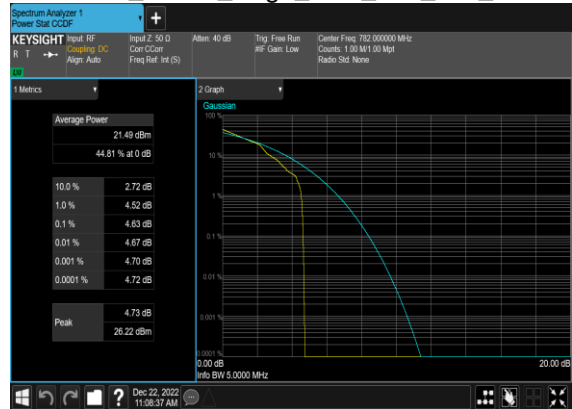 Spectrum Analyzer 1
Power Stat CCDF
KEYSIGHT
R T
LW
Input: RF
Coupling: DC
Align: Auto
Input Z: 50 Ω
Corr CCorr
Freq Ref: Int (S)
Atten: 40 dB
Trig: Free Run
#IF Gain: Low
Center Freq: 782.000000 MHz
Counts: 1.00 M/1.00 Mpt
Radio Std: None
1 Metrics
Average Power
21.49 dBm
44.81 % at 0 dB
10.0 % 2.72 dB
1.0 % 4.52 dB
0.1 % 4.63 dB
0.01 % 4.67 dB
0.001 % 4.70 dB
0.0001 % 4.72 dB
Peak
4.73 dB
26.22 dBm
2 Graph
Gaussian
100 %
10 %
1 %
0.1 %
0.01 %
0.001 %
0.0001 %
0.00 dB 20.00 dB
Info BW 5.0000 MHz
?
Dec 22, 2022
11:08:37 AM